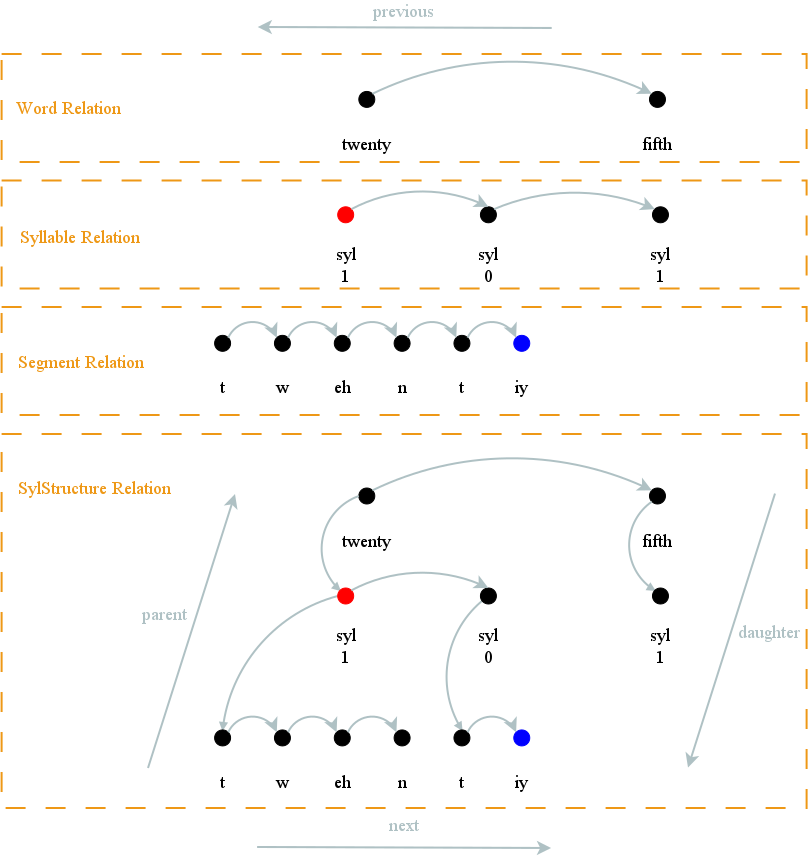 previous
Word Relation
twenty fifth
Syllable Relation
syl syl syl
1 0 1
Segment Relation
t w eh n t iy
SylStructure Relation
twenty fifth
parent
daughter
syl syl syl
1 0 1
t w eh n t iy
next